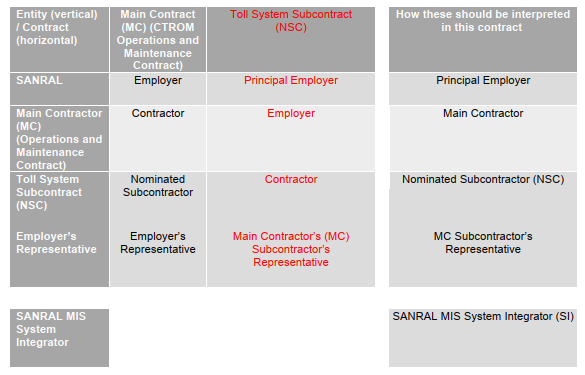 Entity (vertical)
/ Contract
(horizontal)
Main Contract
(MC) (CTROM
Operations and
Maintenance
Contract)
Toll System Subcontract
(NSC)
How these should be interpreted
in this contract
SANRAL
Employer
Principal Employer
Principal Employer
Main Contractor
(MC)
(Operations and
Maintenance
Contract)
Contractor
Employer
Main Contractor
Toll System
Subcontract
(NSC)
Nominated
Subcontractor
Contractor
Nominated Subcontractor (NSC)
Employer's
Representative
Employer's
Representative
Main Contractor's (MC)
Subcontractor's
Representative
MC Subcontractor's
Representative
SANRAL MIS
System
Integrator
SANRAL MIS System Integrator (SI)